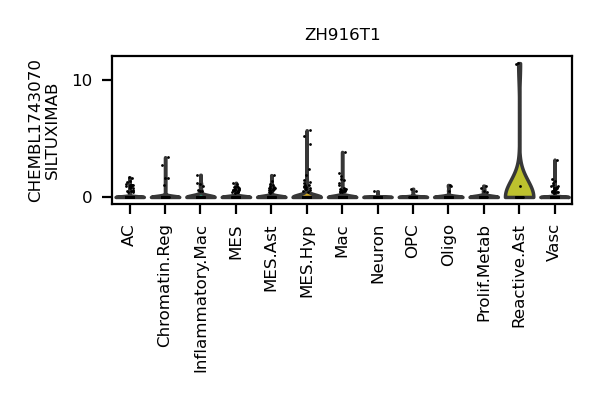 ZH916T1
CHEMBL1743070
SILTUXIMAB
10
0
AC
Chromatin.Reg
Inflammatory.Mac
MES
MES.Ast
MES.Hyp
Mac
Neuron
OPC
Oligo
Prolif.Metab
Reactive.Ast
Vasc